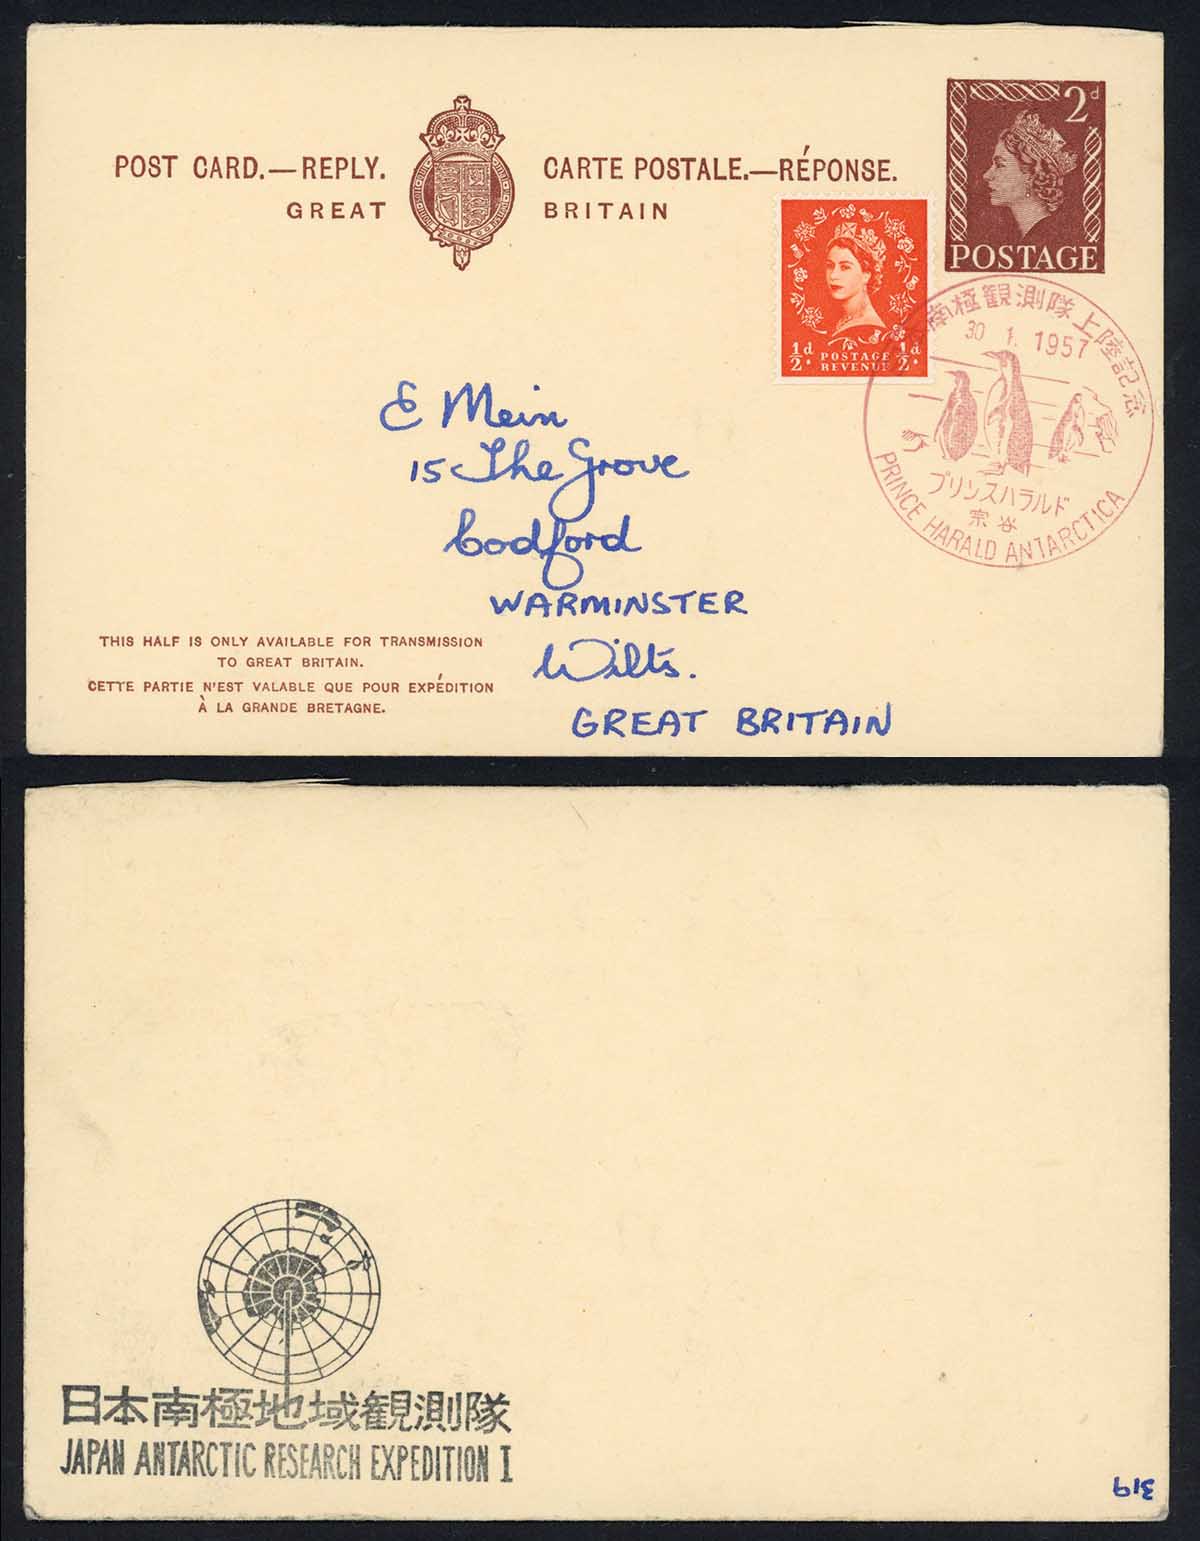 POST CARD.—REPLY. CARTE POSTALE.—RÉPONSE.
GREAT BRITAIN
2d
POSTAGE
½d POSTAGE REVENUE ½d
南極観測隊上陸記念
30 1. 1957
プリンスハラルド
宗谷
PRINCE HARALD ANTARCTICA
E Mein
15 The Grove
Codford
WARMINSTER
Wilts.
GREAT BRITAIN
THIS HALF IS ONLY AVAILABLE FOR TRANSMISSION
TO GREAT BRITAIN.
CETTE PARTIE N'EST VALABLE QUE POUR EXPÉDITION
À LA GRANDE BRETAGNE.
日本南極地域観測隊
JAPAN ANTARCTIC RESEARCH EXPEDITION I
319